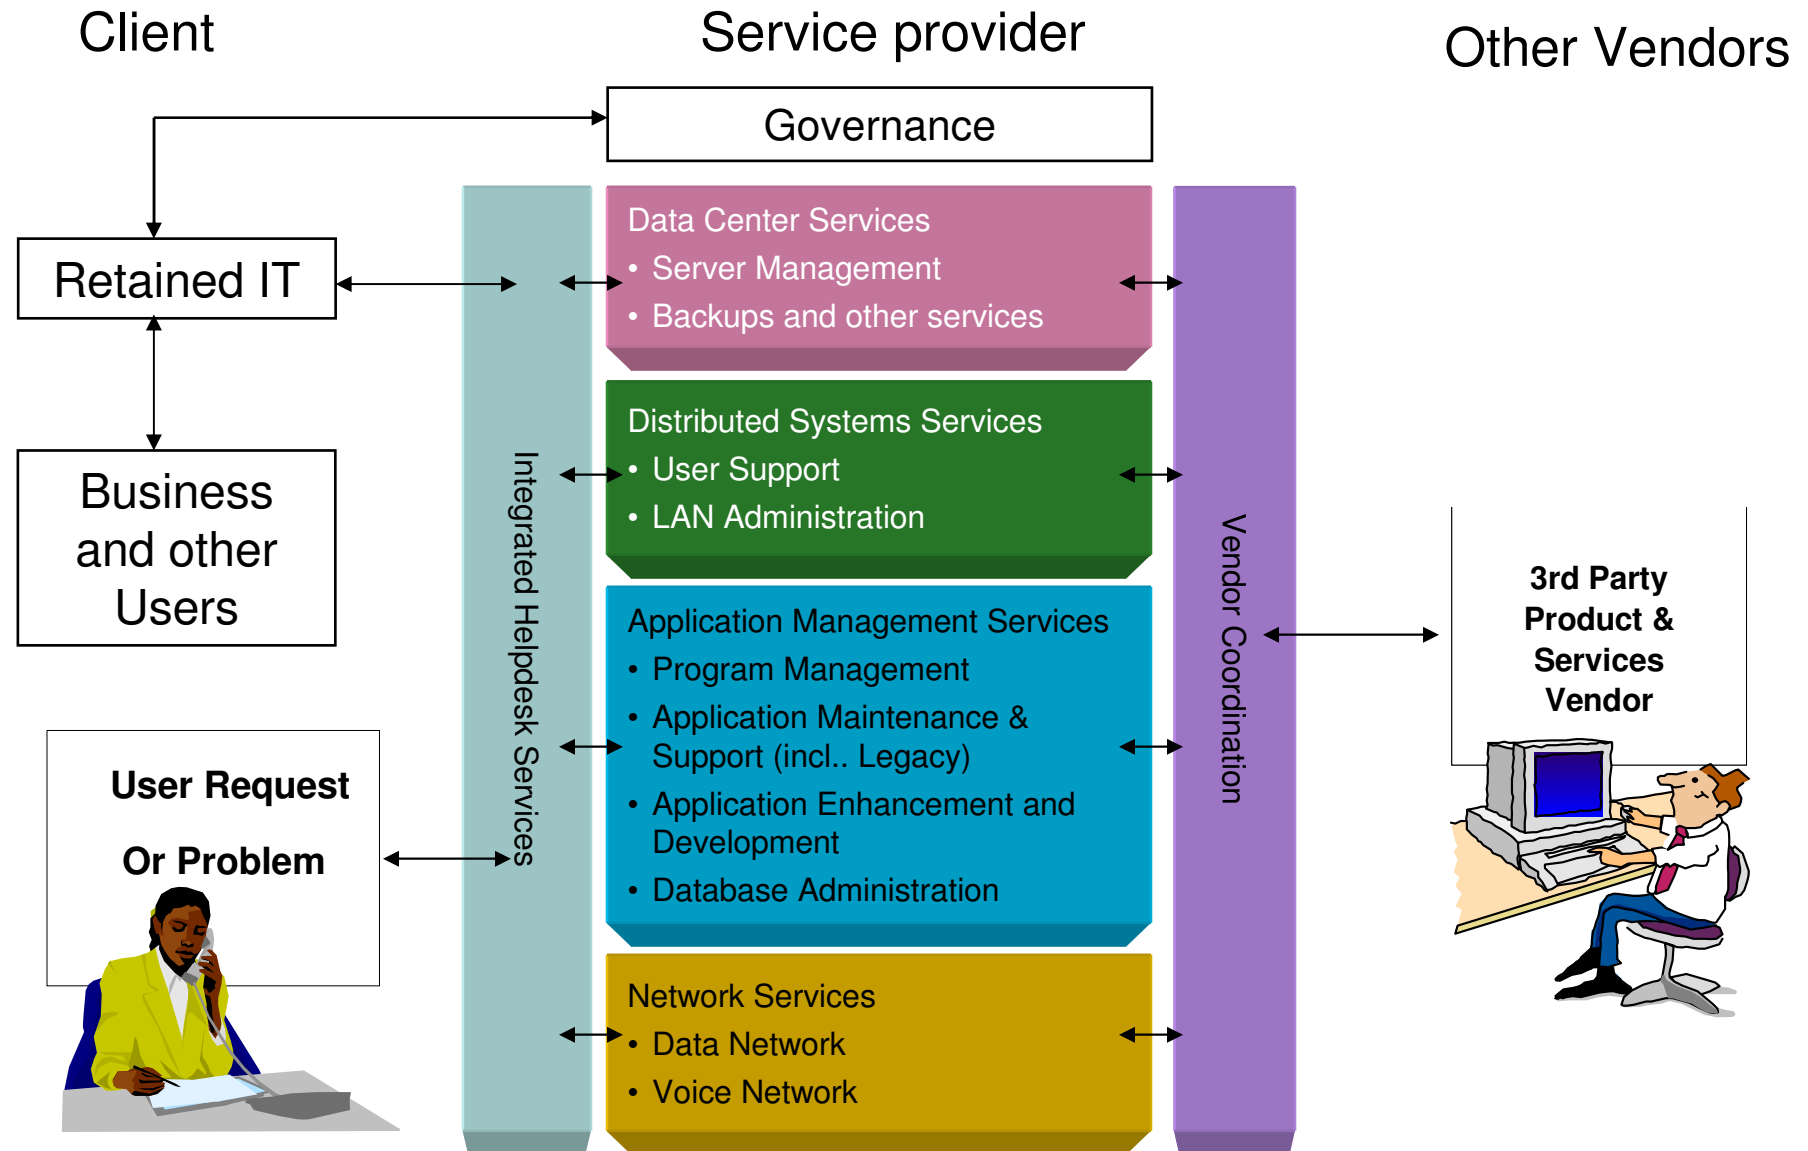 Client
Service provider
Other Vendors
Governance
Retained IT
Business
and other
Users
User Request
Or Problem
Integrated Helpdesk Services
Data Center Services
• Server Management
• Backups and other services
Distributed Systems Services
• User Support
• LAN Administration
Application Management Services
• Program Management
• Application Maintenance &
Support (incl.. Legacy)
• Application Enhancement and
Development
• Database Administration
Network Services
• Data Network
• Voice Network
Vendor Coordination
3rd Party
Product &
Services
Vendor